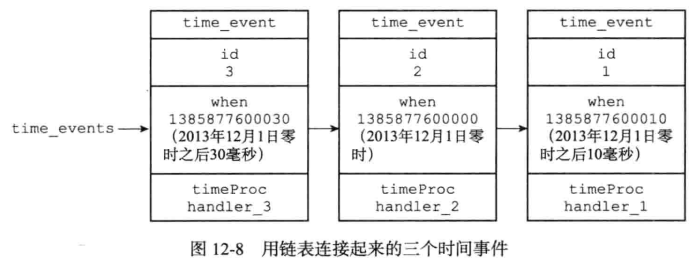 time_event
id
3
when
1385877600030
（2013年12月1日零
时之后30毫秒）
timeProc
handler_3
time_event
id
2
when
1385877600000
（2013年12月1日零
时）
timeProc
handler_2
time_event
id
1
when
1385877600010
（2013年12月1日零
时之后10毫秒）
timeProc
handler_1
time_events
图 12-8 用链表连接起来的三个时间事件